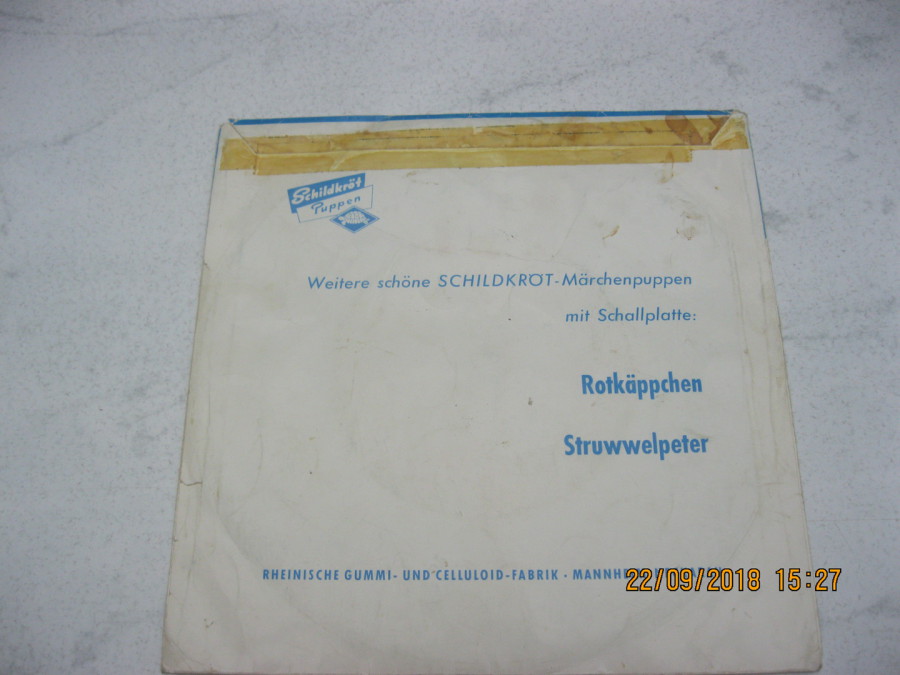 Schildkröt
Puppen
Weitere schöne SCHILDKRÖT-Märchenpuppen
mit Schallplatte:
Rotkäppchen
Struwwelpeter
RHEINISCHE GUMMI- UND CELLULOID-FABRIK ·
22/09/2018 15:27